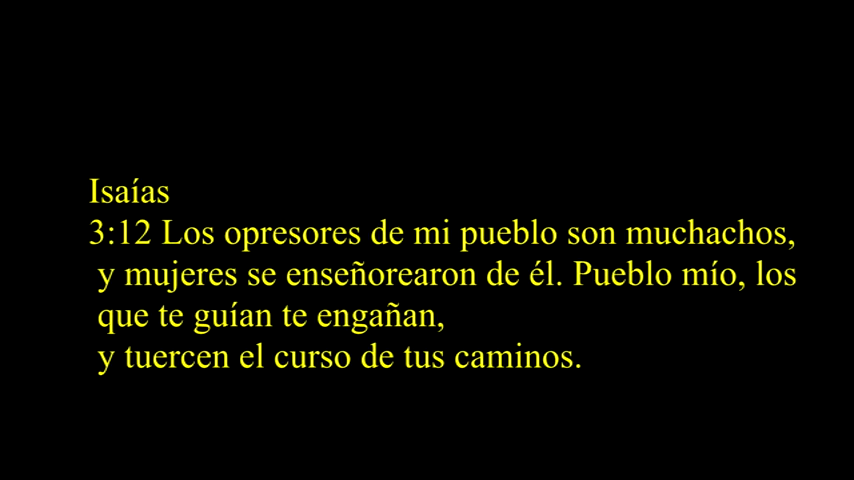 Isaías
3:12 Los opresores de mi pueblo son muchachos,
y mujeres se enseñorearon de él. Pueblo mío, los
que te guían te engañan,
y tuercen el curso de tus caminos.